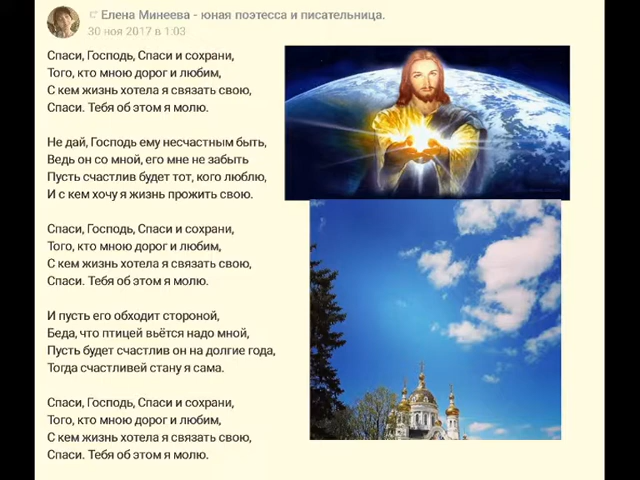 Елена Минеева - юная поэтесса и писательница.
30 ноя 2017 в 1:03
Спаси, Господь, Спаси и сохрани,
Того, кто мною дорог и любим,
С кем жизнь хотела я связать свою,
Спаси. Тебя об этом я молю.
Не дай, Господь ему несчастным быть,
Ведь он со мной, его мне не забыть
Пусть счастлив будет тот, кого люблю,
И с кем хочу я жизнь прожить свою.
Спаси, Господь, Спаси и сохрани,
Того, кто мною дорог и любим,
С кем жизнь хотела я связать свою,
Спаси. Тебя об этом я молю.
И пусть его обходит стороной,
Беда, что птицей вьётся надо мной,
Пусть будет счастлив он на долгие года,
Тогда счастливей стану я сама.
Спаси, Господь, Спаси и сохрани,
Того, кто мною дорог и любим,
С кем жизнь хотела я связать свою,
Спаси. Тебя об этом я молю.